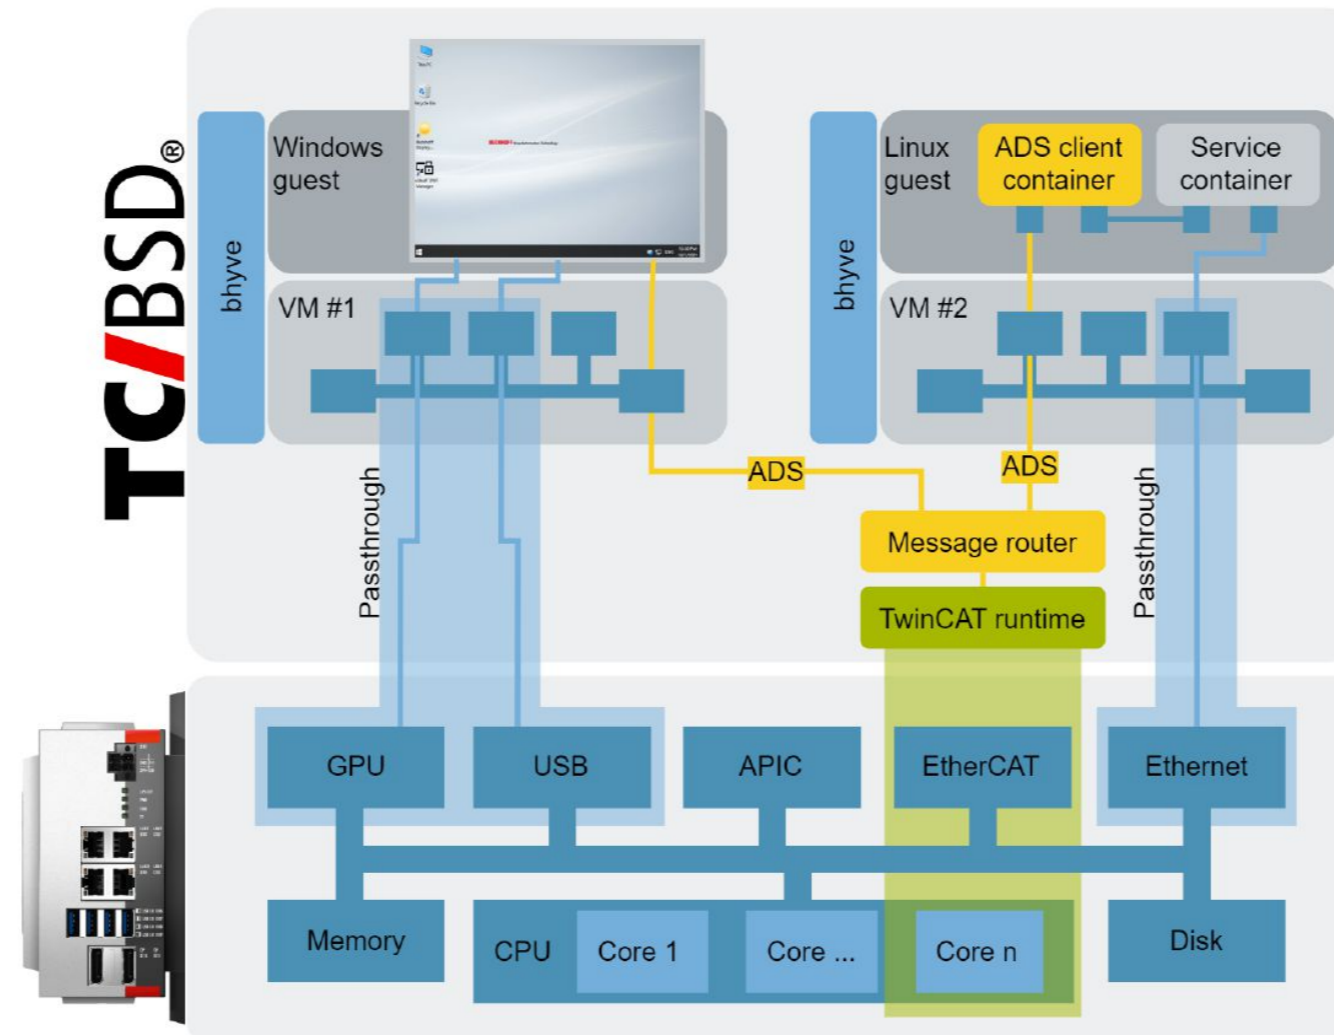 TC/BSD®
bhyve
Windows
guest
bhyve
Linux
guest
ADS client
container
Service
container
VM #1
VM #2
Passthrough
ADS
ADS
Passthrough
Message router
TwinCAT runtime
GPU
USB
APIC
EtherCAT
Ethernet
Memory
CPU
Core 1
Core ...
Core n
Disk